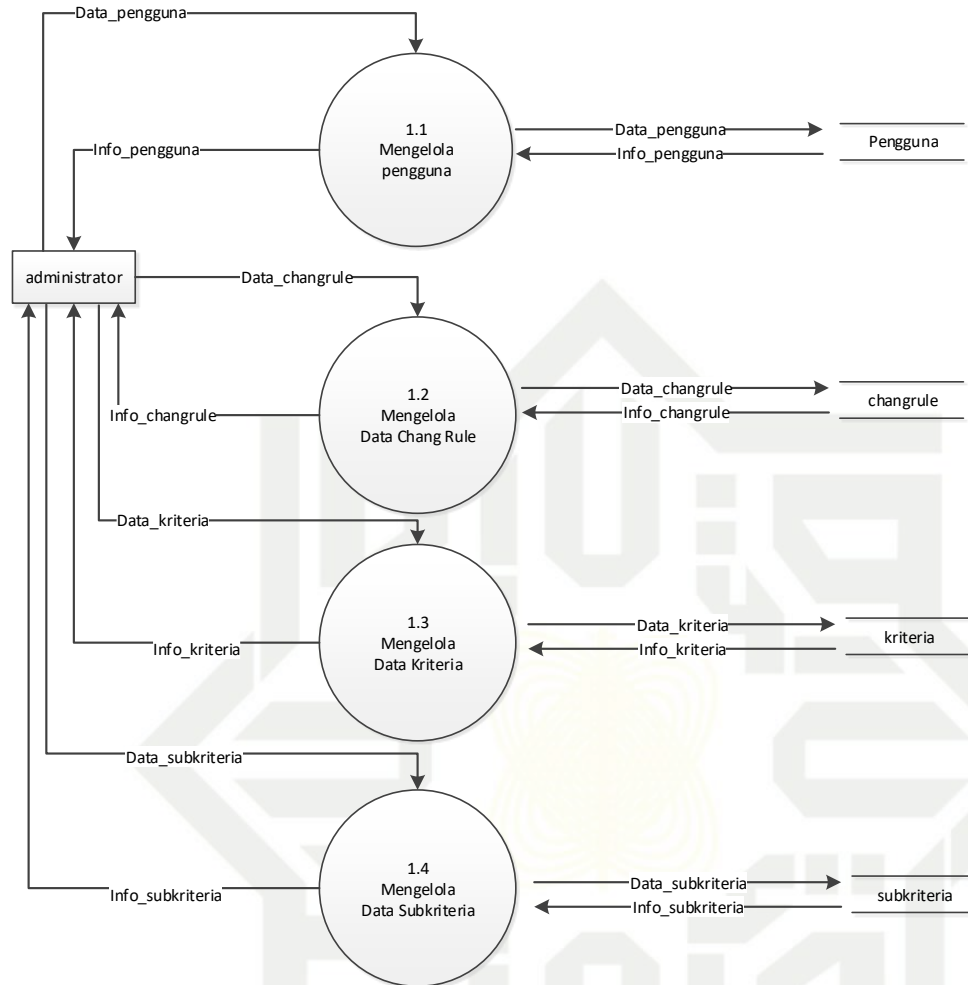 Data_pengguna
1.1
Mengelola
pengguna
Data_pengguna
Info_pengguna
Pengguna
Info_pengguna
administrator
Data_changrule
1.2
Mengelola
Data Chang Rule
Data_changrule
Info_changrule
changrule
Info_changrule
Data_kriteria
1.3
Mengelola
Data Kriteria
Data_kriteria
Info_kriteria
kriteria
Info_kriteria
Data_subkriteria
1.4
Mengelola
Data Subkriteria
Data_subkriteria
Info_subkriteria
subkriteria
Info_subkriteria